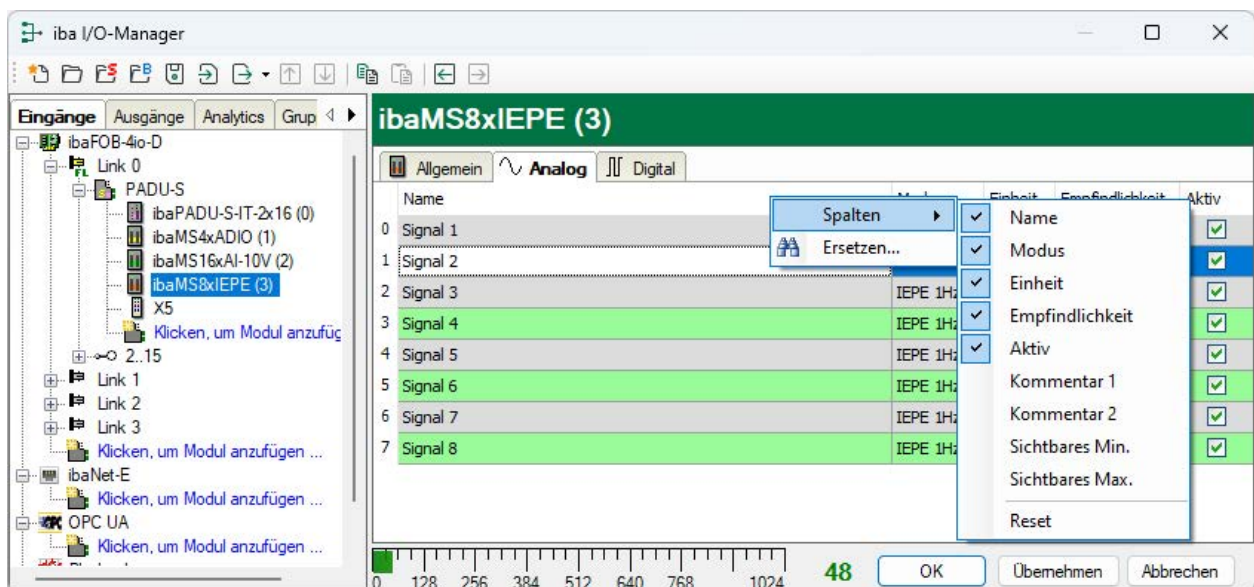 iba I/O-Manager
Eingänge Ausgänge Analytics Grup
ibaFOB-4io-D
Link 0
PADU-S
ibaPADU-S-IT-2x16 (0)
ibaMS4xADIO (1)
ibaMS16xAI-10V (2)
ibaMS8xIEPE (3)
X5
Klicken, um Modul anzufüg
2..15
Link 1
Link 2
Link 3
Klicken, um Modul anzufügen ...
ibaNet-E
Klicken, um Modul anzufügen ...
OPC UA
Klicken, um Modul anzufügen ...
ibaMS8xIEPE (3)
Allgemein Analog Digital
Name Einheit Empfindlichkeit Aktiv
0 Signal 1
1 Signal 2
2 Signal 3 IEPE 1Hz
3 Signal 4 IEPE 1Hz
4 Signal 5 IEPE 1Hz
5 Signal 6 IEPE 1Hz
6 Signal 7 IEPE 1Hz
7 Signal 8 IEPE 1Hz
Spalten
Ersetzen...
Name
Modus
Einheit
Empfindlichkeit
Aktiv
Kommentar 1
Kommentar 2
Sichtbares Min.
Sichtbares Max.
Reset
0 128 256 384 512 640 768 1024
48
OK Übernehmen Abbrechen